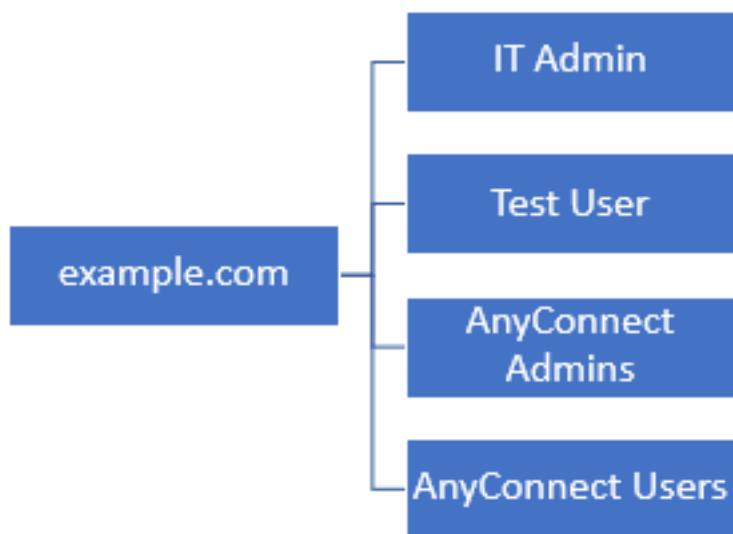 IT Admin
Test User
example.com
AnyConnect
Admins
AnyConnect Users